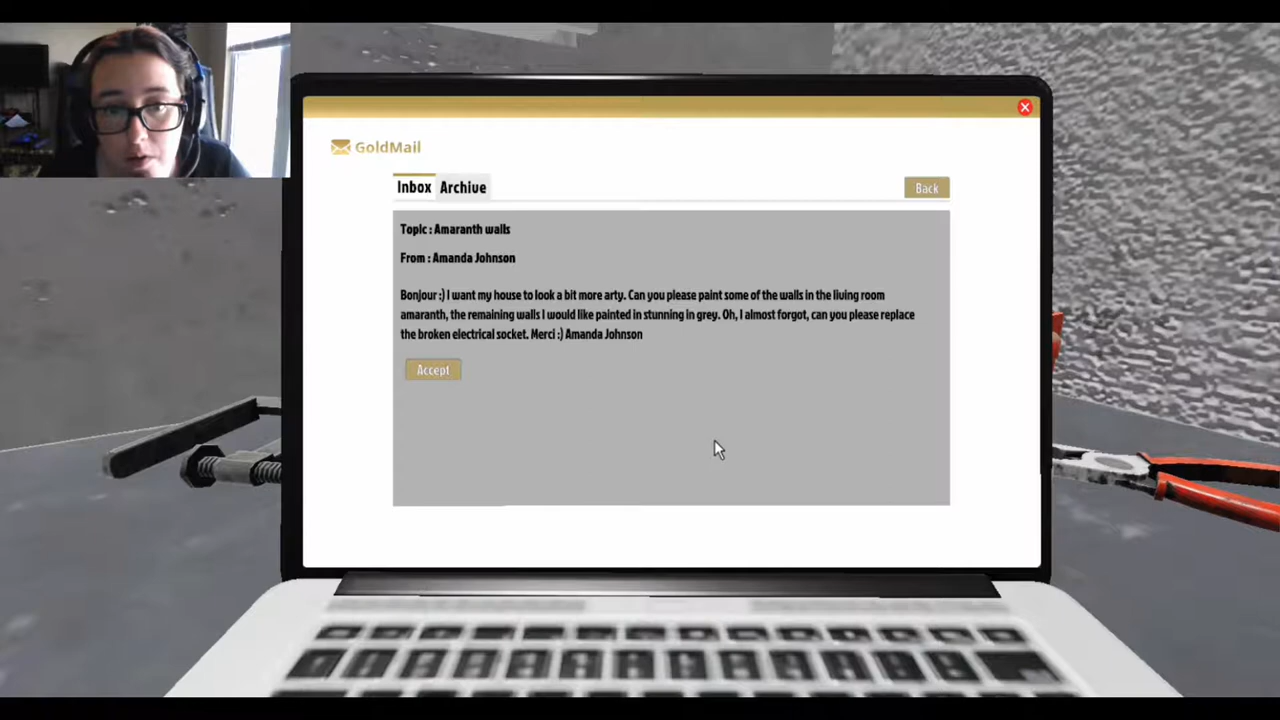 GoldMail
Inbox Archive
Back
Topic : Amaranth walls
From : Amanda Johnson
Bonjour :) I want my house to look a bit more arty. Can you please paint some of the walls in the living room
amaranth, the remaining walls I would like painted in stunning in grey. Oh, I almost forgot, can you please replace
the broken electrical socket. Merci :) Amanda Johnson
Accept